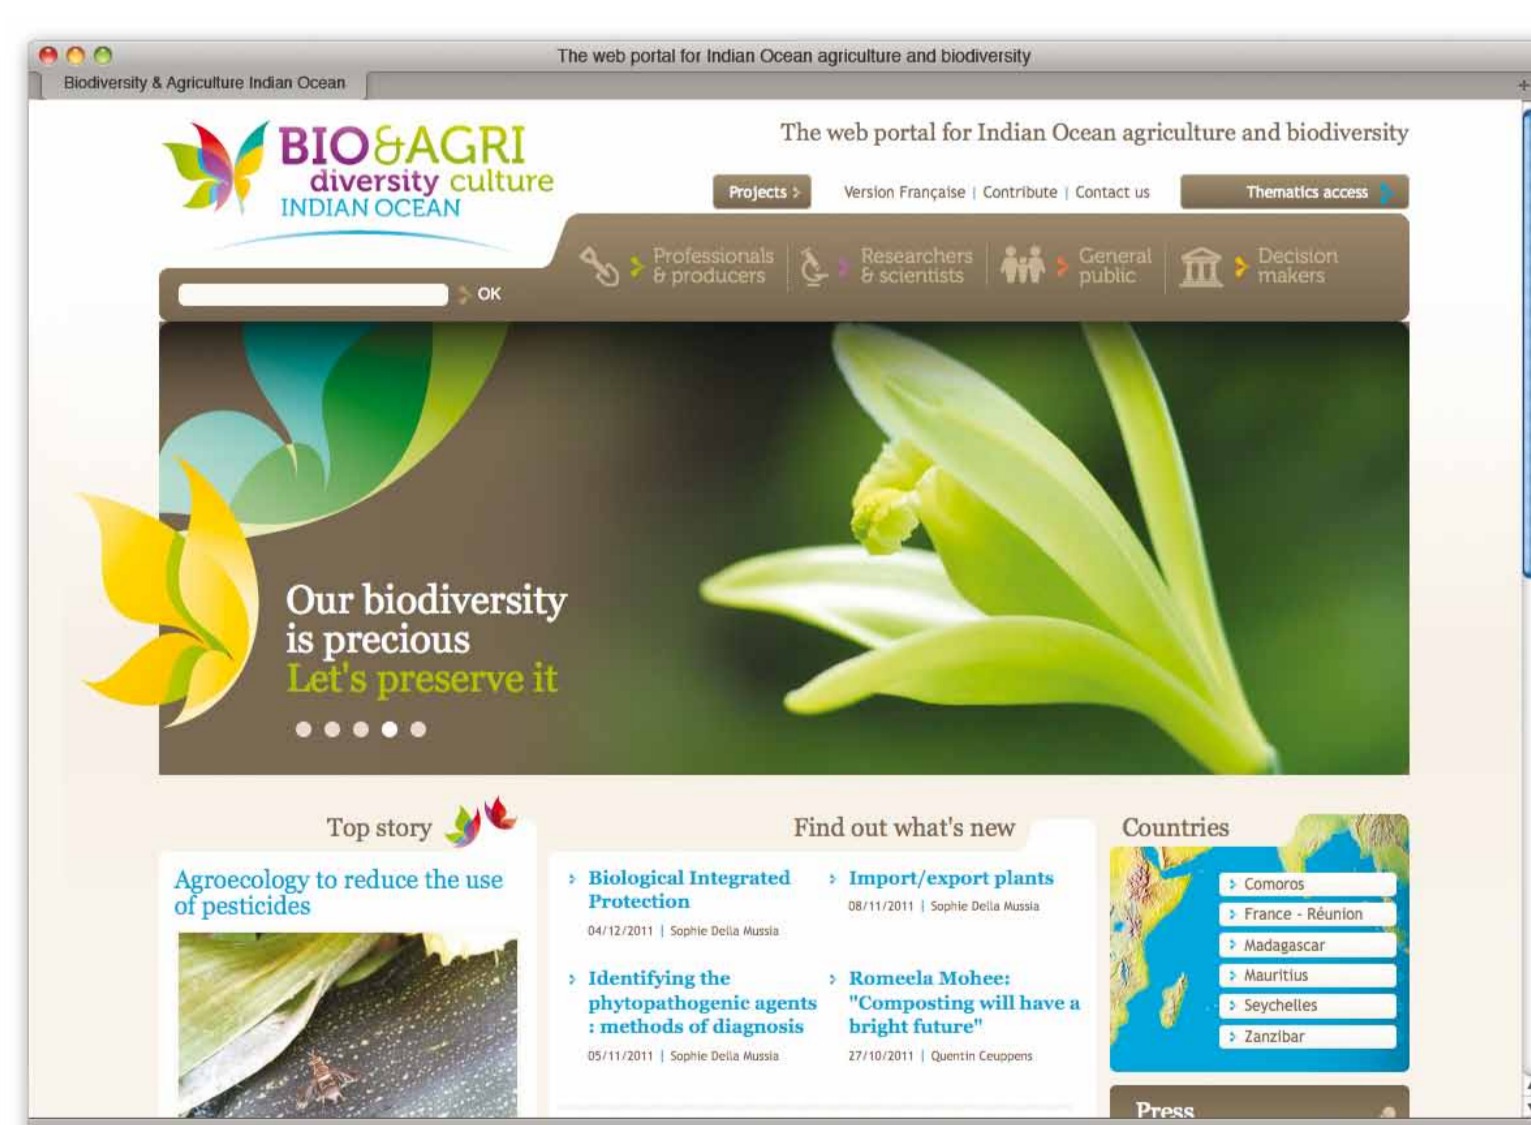 The web portal for Indian Ocean agriculture and biodiversity
Biodiversity & Agriculture Indian Ocean
BIO&AGRI
diversity culture
INDIAN OCEAN
The web portal for Indian Ocean agriculture and biodiversity
Projects
Version Française | Contribute | Contact us
Thematics access
Professionals
& producers
Researchers
& scientists
General
public
Decision
makers
OK
Our biodiversity
is precious
Let's preserve it
Top story
Agroecology to reduce the use
of pesticides
Find out what's new
Biological Integrated
Protection
04/12/2011 | Sophie Della Mussia
Import/export plants
08/11/2011 | Sophie Della Mussia
Identifying the
phytopathogenic agents
: methods of diagnosis
05/11/2011 | Sophie Della Mussia
Romeela Mohee:
"Composting will have a
bright future"
27/10/2011 | Quentin Ceuppens
Countries
Comoros
France - Réunion
Madagascar
Mauritius
Seychelles
Zanzibar
Press